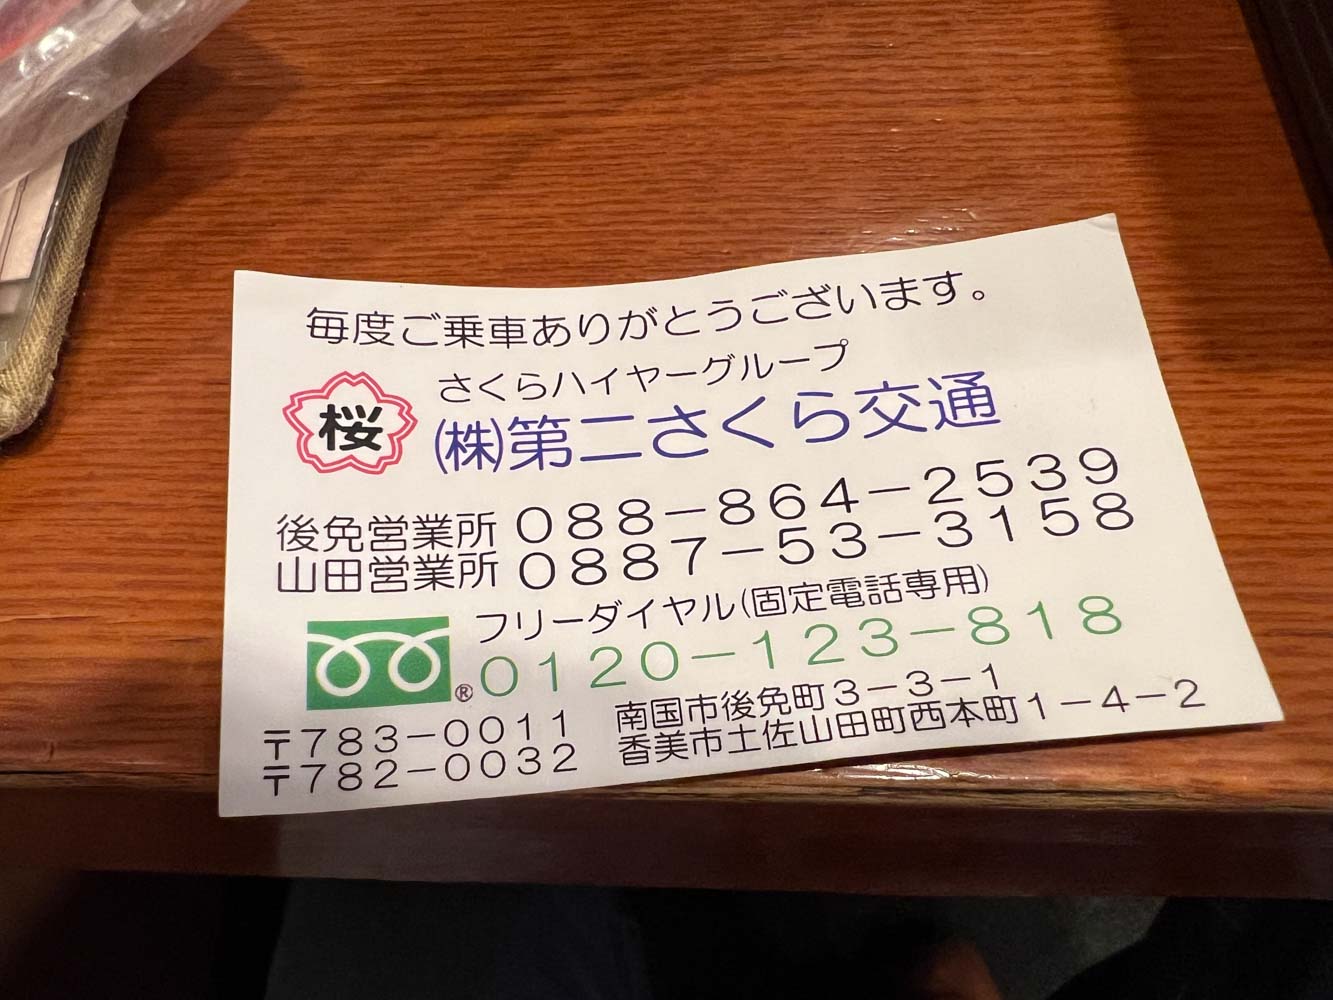 毎度ご乗車ありがとうございます。
桜
さくらハイヤーグループ
㈱第二さくら交通
後免営業所 088-864-2539
山田営業所 0887-53-3158
フリーダイヤル(固定電話専用)
® 0120-123-818
〒783-0011 南国市後免町3-3-1
〒782-0032 香美市土佐山田町西本町1-4-2